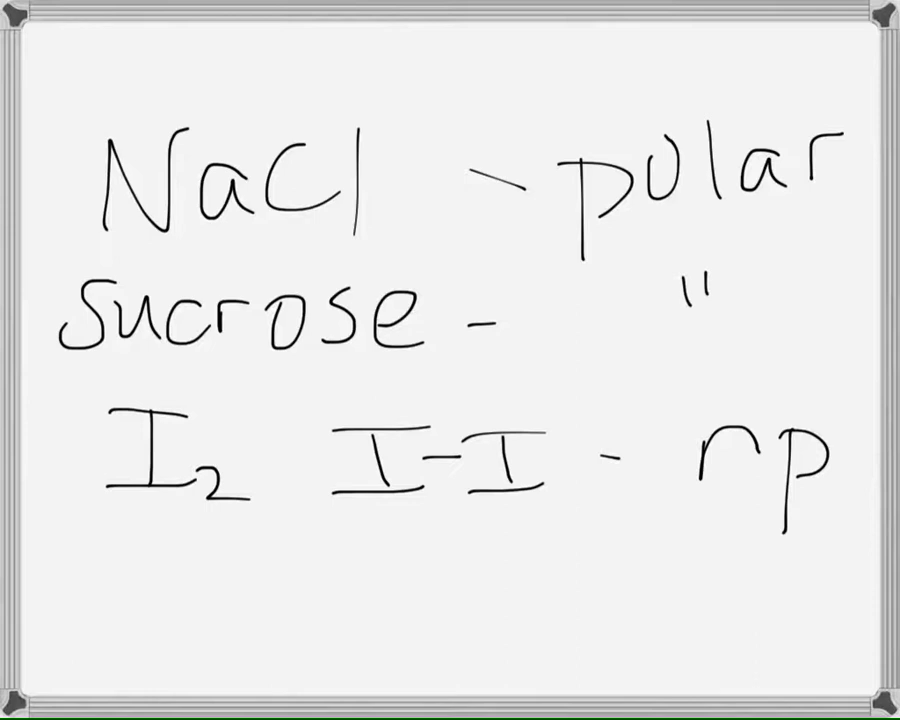 NaCl - polar
Sucrose - "
I₂ I-I - np